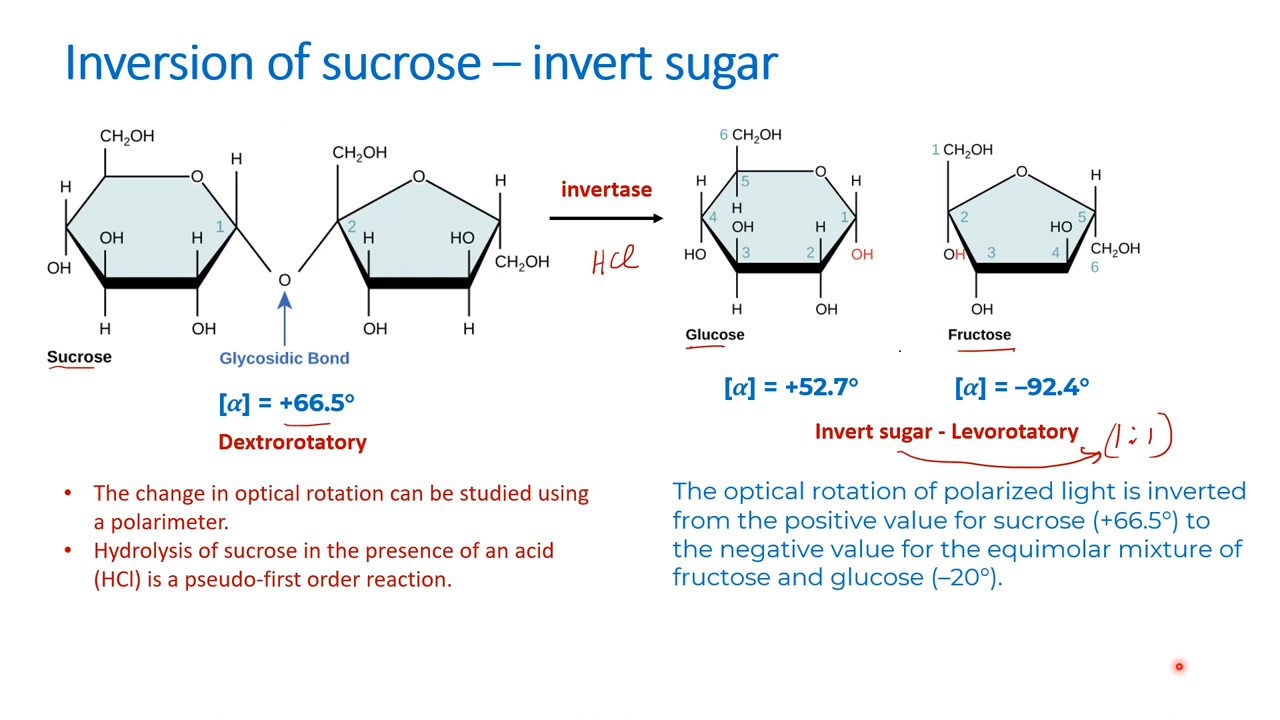 Inversion of sucrose – invert sugar
CH₂OH
H
O
H
OH
H
1
OH
H
OH
Sucrose
O
Glycosidic Bond
CH₂OH
O
H
2
H
HO
CH₂OH
OH
H
[α] = +66.5°
Dextrorotatory
invertase
HCl
6 CH₂OH
H
5
O
H
4
H
OH
H
1
HO
3
2
OH
H
OH
Glucose
[α] = +52.7°
1 CH₂OH
O
H
2
HO
5
OH
3
4
CH₂OH
6
OH
Fructose
[α] = –92.4°
Invert sugar - Levorotatory (1:1)
• The change in optical rotation can be studied using
a polarimeter.
• Hydrolysis of sucrose in the presence of an acid
(HCl) is a pseudo-first order reaction.
The optical rotation of polarized light is inverted
from the positive value for sucrose (+66.5°) to
the negative value for the equimolar mixture of
fructose and glucose (–20°).